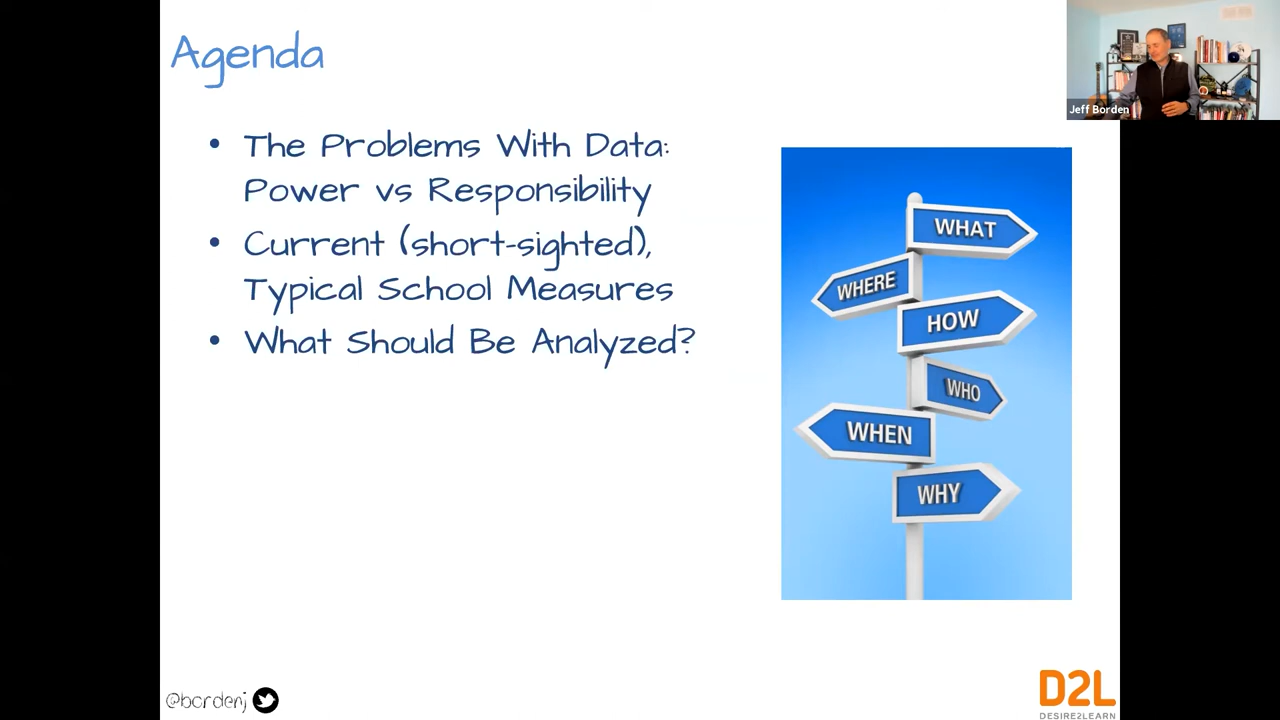 Agenda
Jeff Borden
• The Problems With Data:
Power vs Responsibility
• Current (short-sighted),
Typical School Measures
• What Should Be Analyzed?
WHAT
WHERE
HOW
WHO
WHEN
WHY
@bordenj
D2L
DESIRE2LEARN